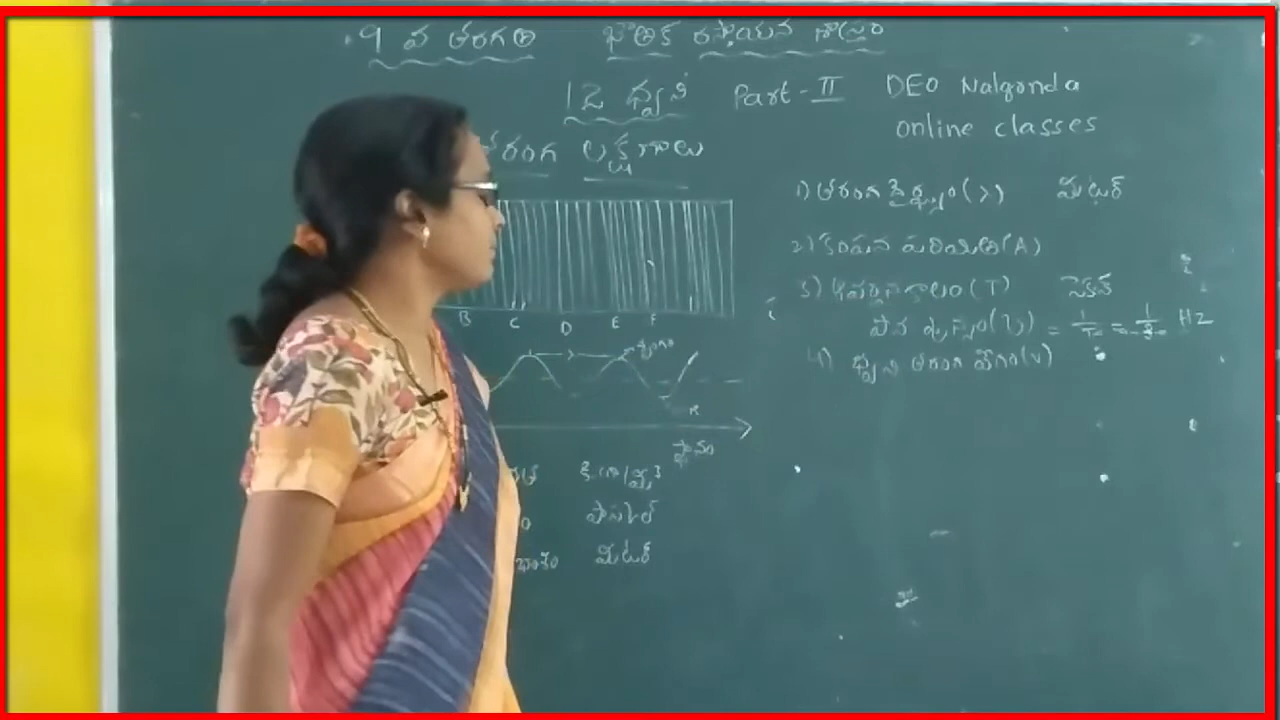 9 వ తరగతి భౌతిక రసాయన శాస్త్రం
12 ధ్వని Part - II DEO Nalgonda
online classes
తరంగ లక్షణాలు
1) తరంగ దైర్ఘ్యం (λ) మీటర్
2) కంపన పరిమితి (A)
3) ఆవర్తన కాలం (T) సెకన్
పౌన పున్యం (υ) = 1/T = 1/s = Hz
4) ధ్వని తరంగ వేగం (v)
B C D E F
శృంగం
స్థానం
కి.గ్రా/మీ3
పాస్కల్
మీటర్